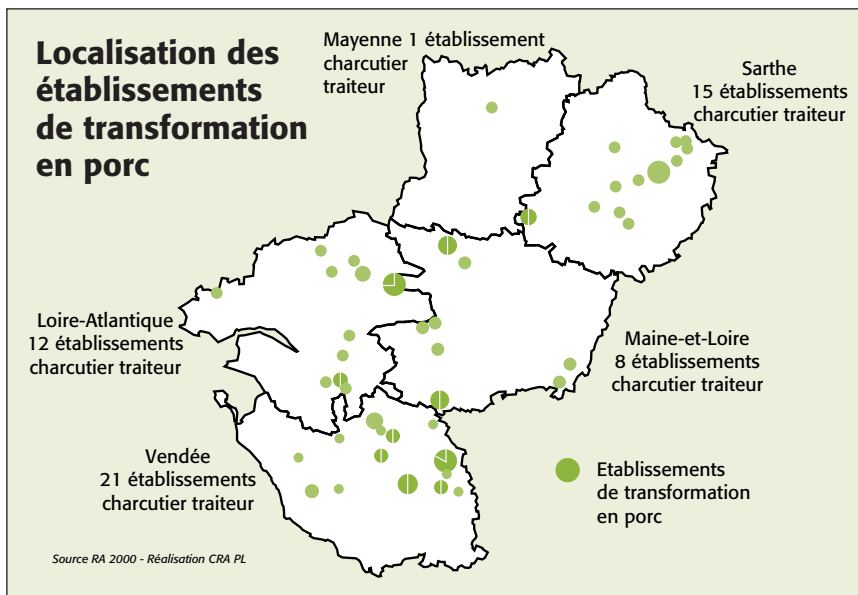 Localisation des
établissements
de transformation
en porc
Mayenne 1 établissement
charcutier
traiteur
Sarthe
15 établissements
charcutier traiteur
Loire-Atlantique
12 établissements
charcutier traiteur
Maine-et-Loire
8 établissements
charcutier traiteur
Vendée
21 établissements
charcutier traiteur
Etablissements
de transformation
en porc
Source RA 2000 - Réalisation CRA PL